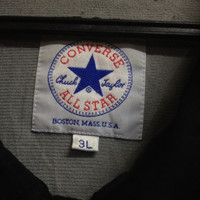 CONVERSE
Chuck Taylor
ALL STAR
BOSTON, MASS U.S.A.
3L